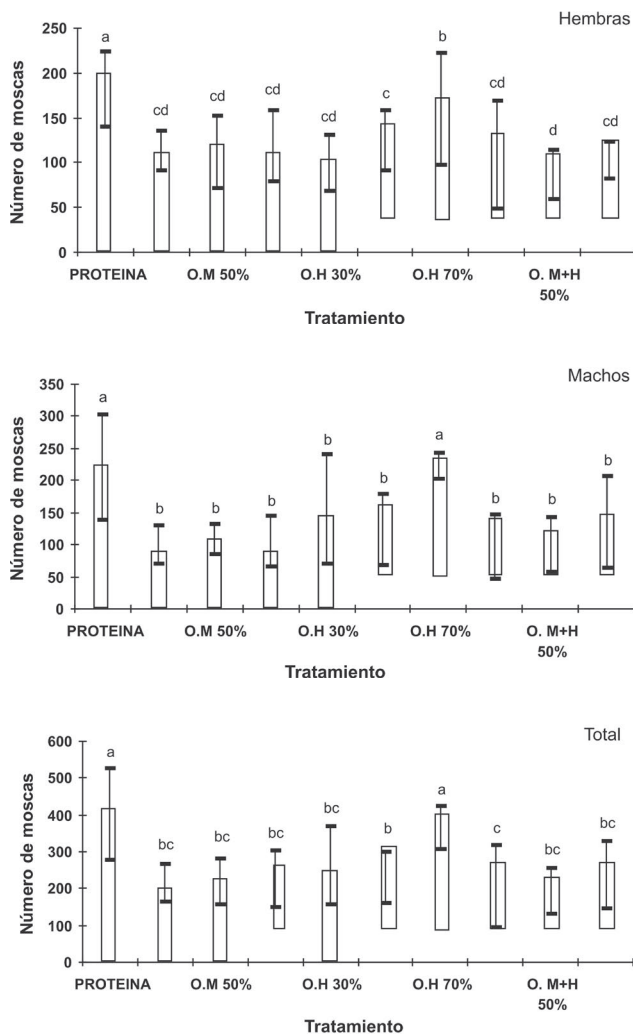 Hembras
Número de moscas
250
200
150
100
50
0
a
cd
cd
cd
cd
c
b
cd
d
cd
PROTEINA
O.M 50%
O.H 30%
O.H 70%
O. M+H
50%
Tratamiento
Machos
Número de moscas
350
300
250
200
150
100
50
0
a
b
b
b
b
b
a
b
b
b
PROTEINA
O.M 50%
O.H 30%
O.H 70%
O. M+H
50%
Tratamiento
Total
Número de moscas
600
500
400
300
200
100
0
a
bc
bc
bc
bc
b
a
c
bc
bc
PROTEINA
O.M 50%
O.H 30%
O.H 70%
O. M+H
50%
Tratamiento